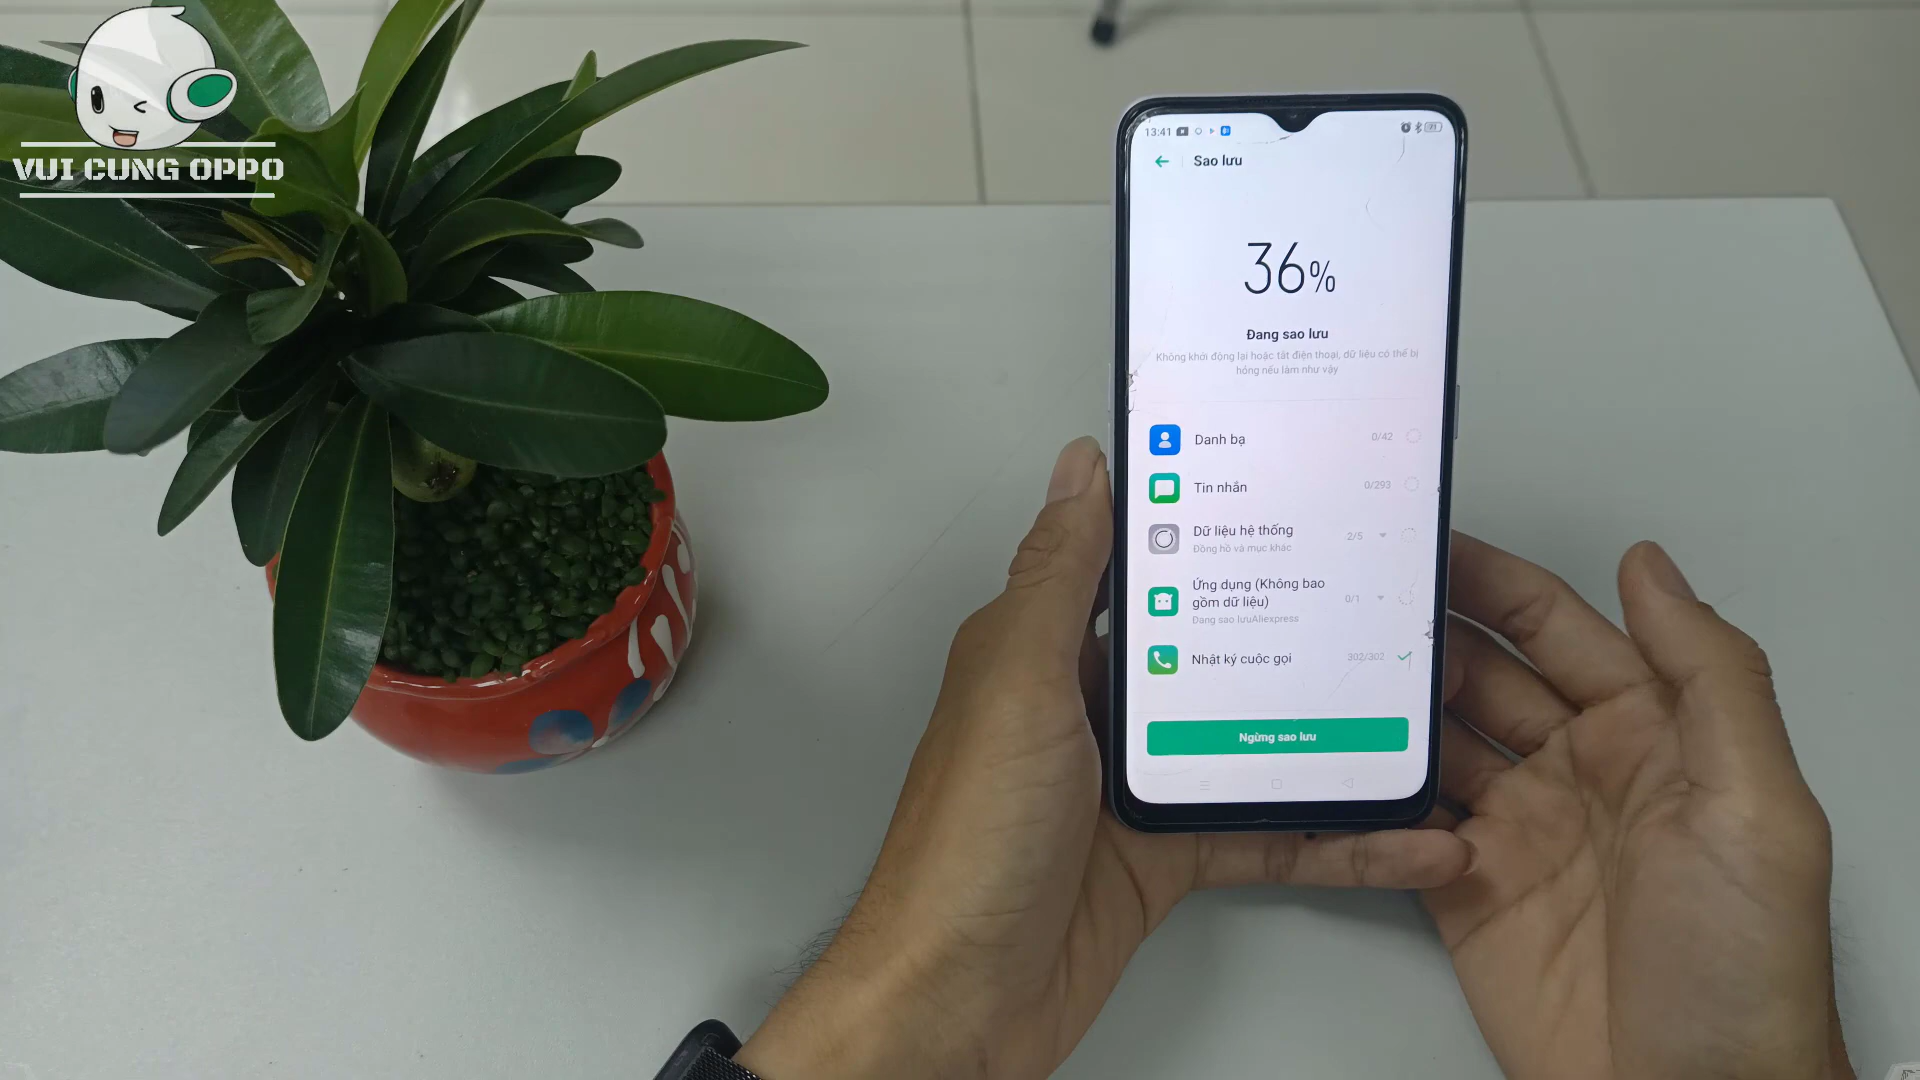 VUI CUNG OPPO
13:41
Sao lưu
36%
Đang sao lưu
Không khởi động lại hoặc tắt điện thoại, dữ liệu có thể bị
hỏng nếu làm như vậy
Danh bạ
0/42
Tin nhắn
0/293
Dữ liệu hệ thống
2/5
Đồng hồ và mục khác
Ứng dụng (Không bao
gồm dữ liệu)
0/1
Đang sao lưuAliexpress
Nhật ký cuộc gọi
302/302
Ngừng sao lưu